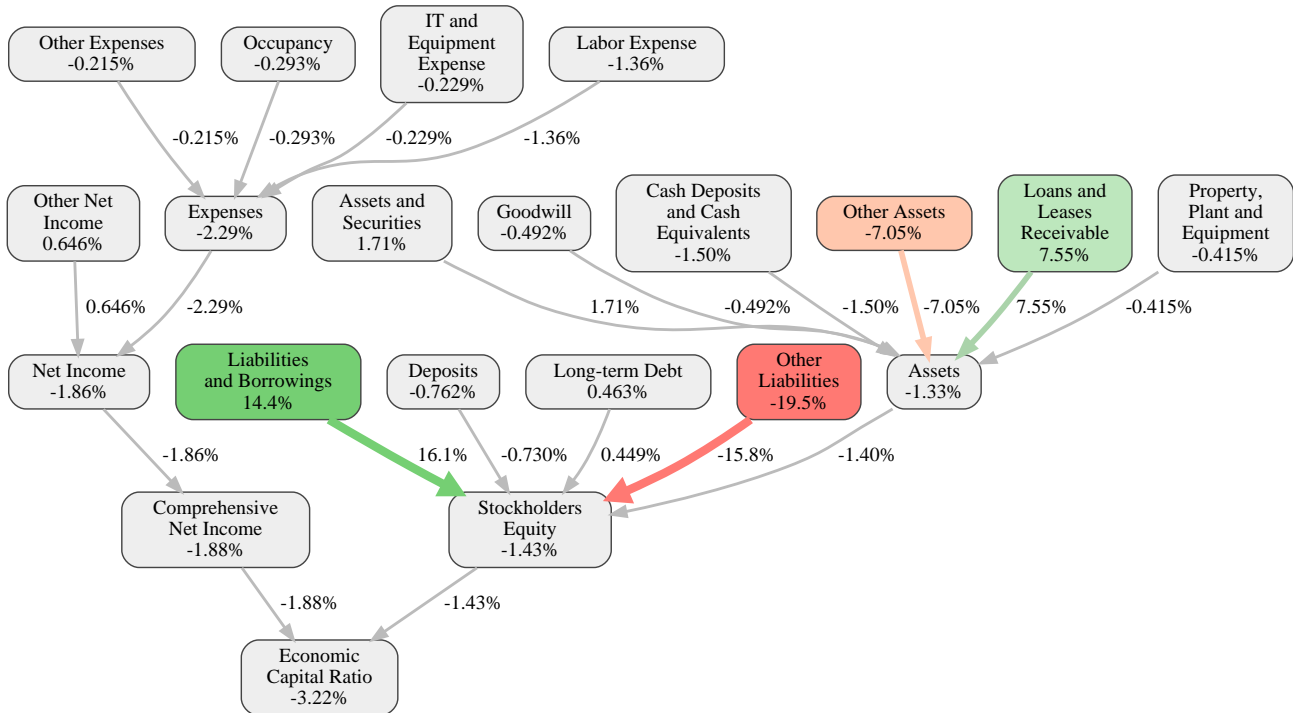 Other Expenses
-0.215%
Occupancy
-0.293%
IT and
Equipment
Expense
-0.229%
Labor Expense
-1.36%
-0.215%
-0.293%
-0.229%
-1.36%
Other Net
Income
0.646%
Expenses
-2.29%
Assets and
Securities
1.71%
Goodwill
-0.492%
Cash Deposits
and Cash
Equivalents
-1.50%
Other Assets
-7.05%
Loans and
Leases
Receivable
7.55%
Property,
Plant and
Equipment
-0.415%
0.646%
-2.29%
1.71%
-0.492%
-1.50%
-7.05%
7.55%
-0.415%
Net Income
-1.86%
Liabilities
and Borrowings
14.4%
Deposits
-0.762%
Long-term Debt
0.463%
Other
Liabilities
-19.5%
Assets
-1.33%
-1.86%
16.1%
-0.730%
0.449%
-15.8%
-1.40%
Comprehensive
Net Income
-1.88%
Stockholders
Equity
-1.43%
-1.88%
-1.43%
Economic
Capital Ratio
-3.22%